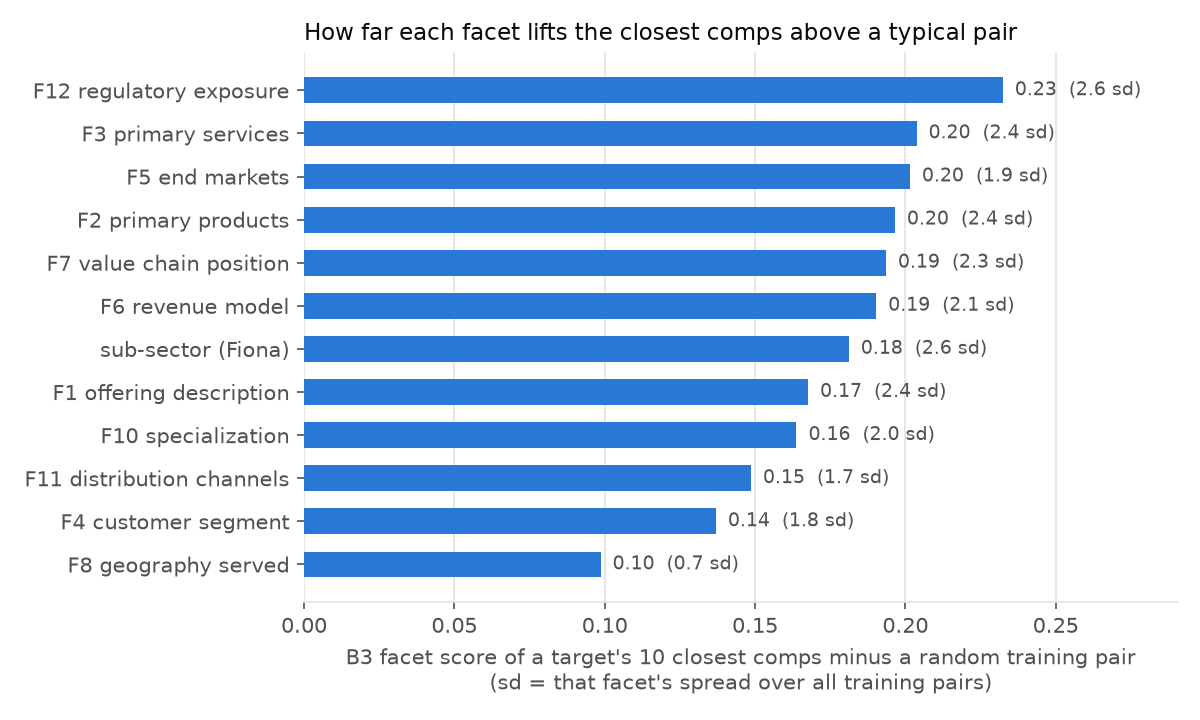 How far each facet lifts the closest comps above a typical pair
F12 regulatory exposure 0.23 (2.6 sd)
F3 primary services 0.20 (2.4 sd)
F5 end markets 0.20 (1.9 sd)
F2 primary products 0.20 (2.4 sd)
F7 value chain position 0.19 (2.3 sd)
F6 revenue model 0.19 (2.1 sd)
sub-sector (Fiona) 0.18 (2.6 sd)
F1 offering description 0.17 (2.4 sd)
F10 specialization 0.16 (2.0 sd)
F11 distribution channels 0.15 (1.7 sd)
F4 customer segment 0.14 (1.8 sd)
F8 geography served 0.10 (0.7 sd)
0.00 0.05 0.10 0.15 0.20 0.25
B3 facet score of a target's 10 closest comps minus a random training pair
(sd = that facet's spread over all training pairs)